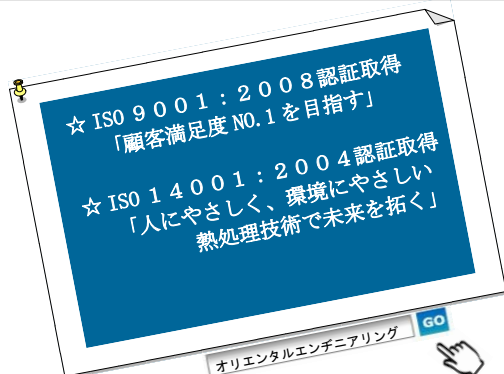 ☆ISO９００１：２００８認証取得
「顧客満足度NO.1を目指す」
☆ISO１４００１：２００４認証取得
「人にやさしく、環境にやさしい
熱処理技術で未来を拓く」
オリエンタルエンヂニアリング
GO